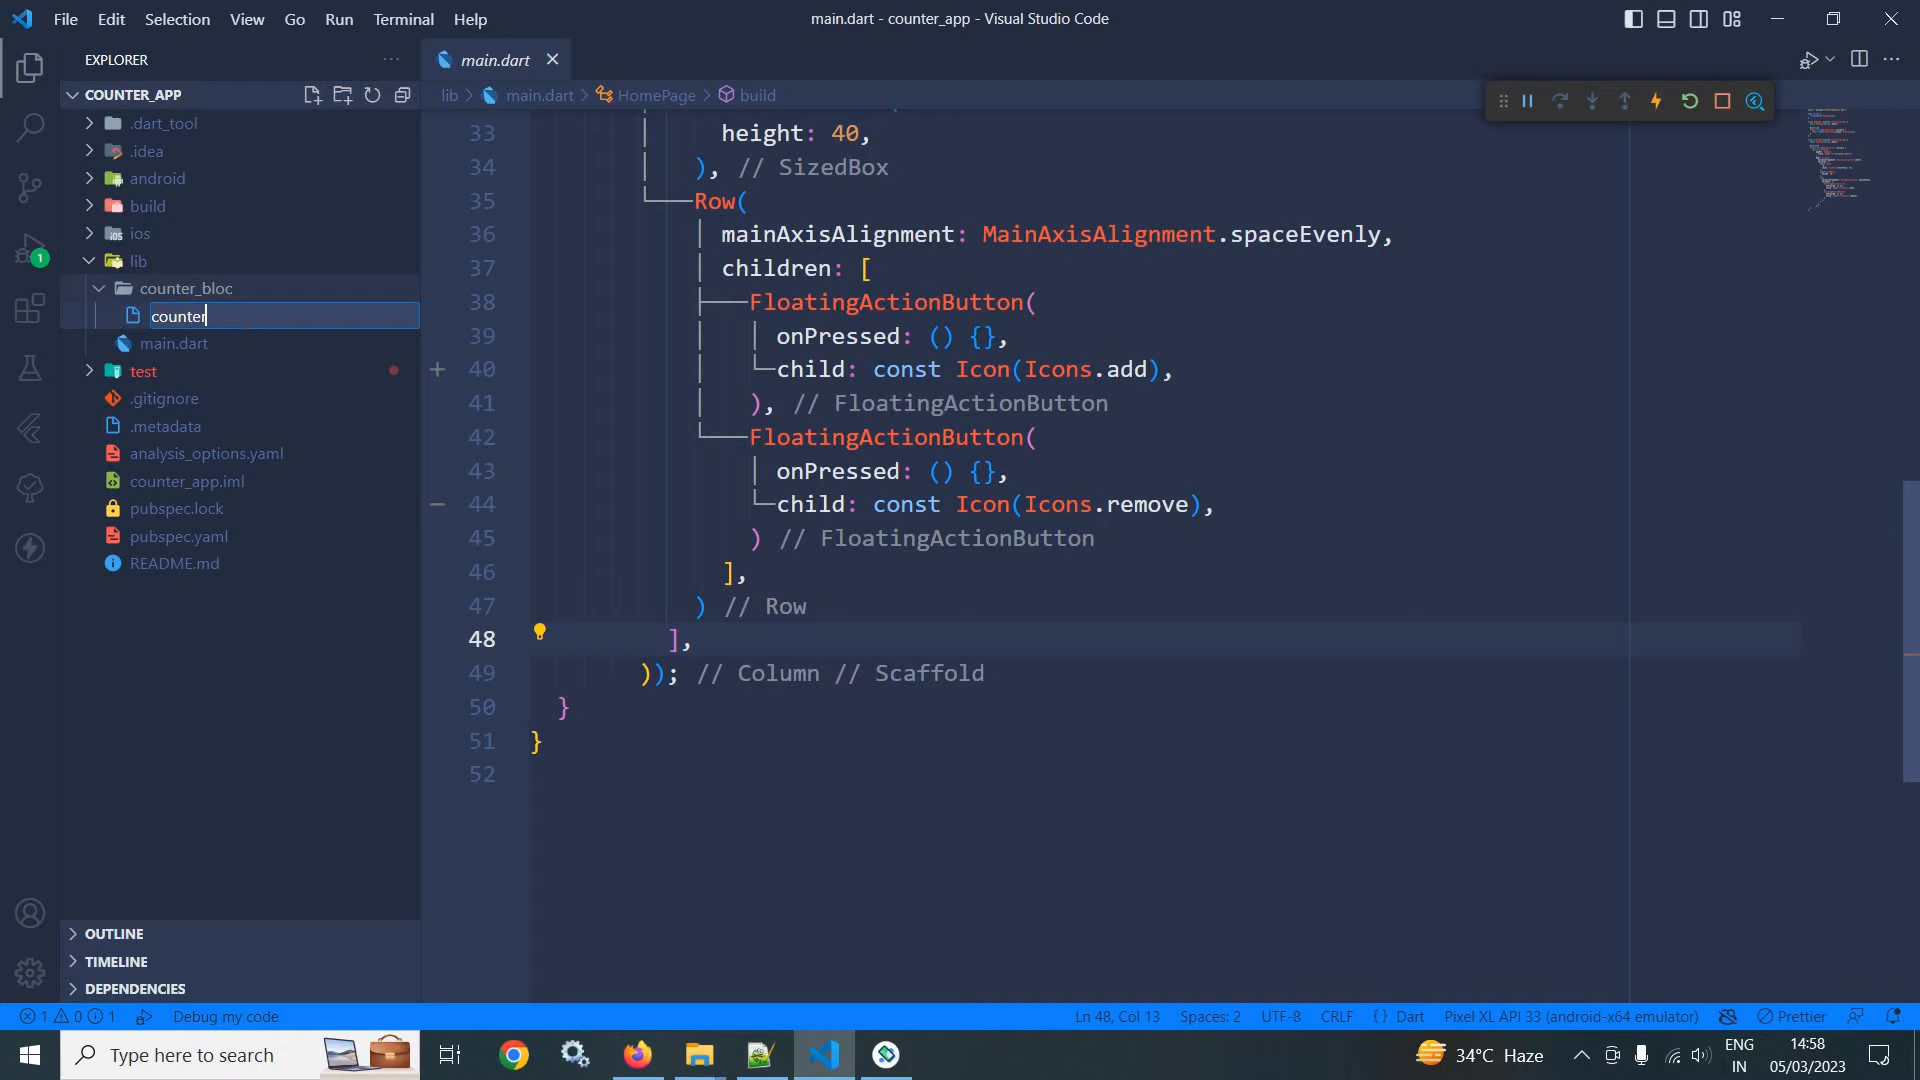 File Edit Selection View Go Run Terminal Help
main.dart - counter_app - Visual Studio Code
EXPLORER
main.dart
COUNTER_APP
lib > main.dart > HomePage > build
.dart_tool
.idea
android
build
ios
lib
counter_bloc
counter
main.dart
test
.gitignore
.metadata
analysis_options.yaml
counter_app.iml
pubspec.lock
pubspec.yaml
README.md
OUTLINE
TIMELINE
DEPENDENCIES
33 height: 40,
34 ), // SizedBox
35 Row(
36 mainAxisAlignment: MainAxisAlignment.spaceEvenly,
37 children: [
38 FloatingActionButton(
39 onPressed: () {},
40 child: const Icon(Icons.add),
41 ), // FloatingActionButton
42 FloatingActionButton(
43 onPressed: () {},
44 child: const Icon(Icons.remove),
45 ) // FloatingActionButton
46 ],
47 ) // Row
48 ],
49 )); // Column // Scaffold
50 }
51 }
52
1 0 1 Debug my code
Ln 48, Col 13 Spaces: 2 UTF-8 CRLF {} Dart Pixel XL API 33 (android-x64 emulator) Prettier
Type here to search
34°C Haze
ENG
IN
14:58
05/03/2023